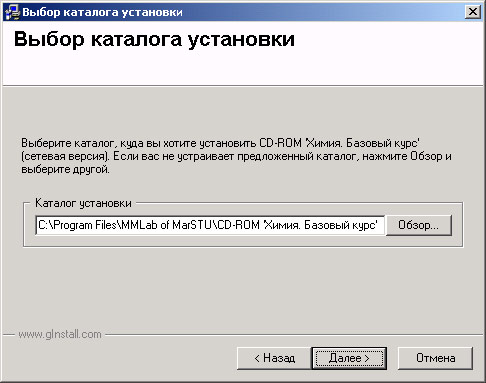 Выбор каталога установки
Выбор каталога установки
Выберите каталог, куда вы хотите установить CD-ROM 'Химия. Базовый курс'
(сетевая версия). Если вас не устраивает предложенный каталог, нажмите Обзор и
выберите другой.
Каталог установки
C:\Program Files\MMLab of MarSTU\CD-ROM 'Химия. Базовый курс'
Обзор...
www.gInstall.com
< Назад
Далее >
Отмена